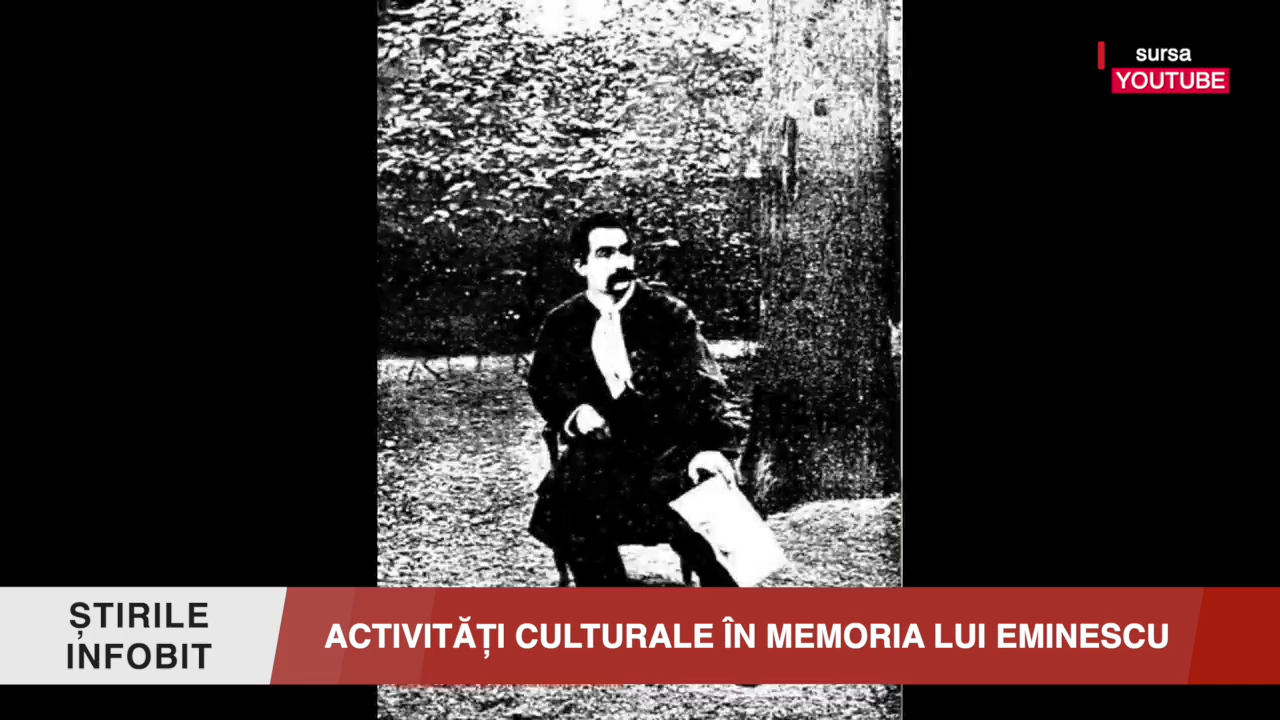 sursa
YOUTUBE
ȘTIRILE
INFOBIT
ACTIVITĂȚI CULTURALE ÎN MEMORIA LUI EMINESCU